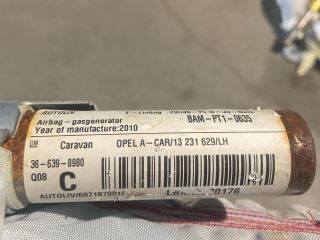 AUTOLIV
Airbag-gasgenerator BAM-PT1-0635
Year of manufacture:2010
GM Caravan OPEL A-CAR/13 231 629/LH
36-639-8980
Q08 C